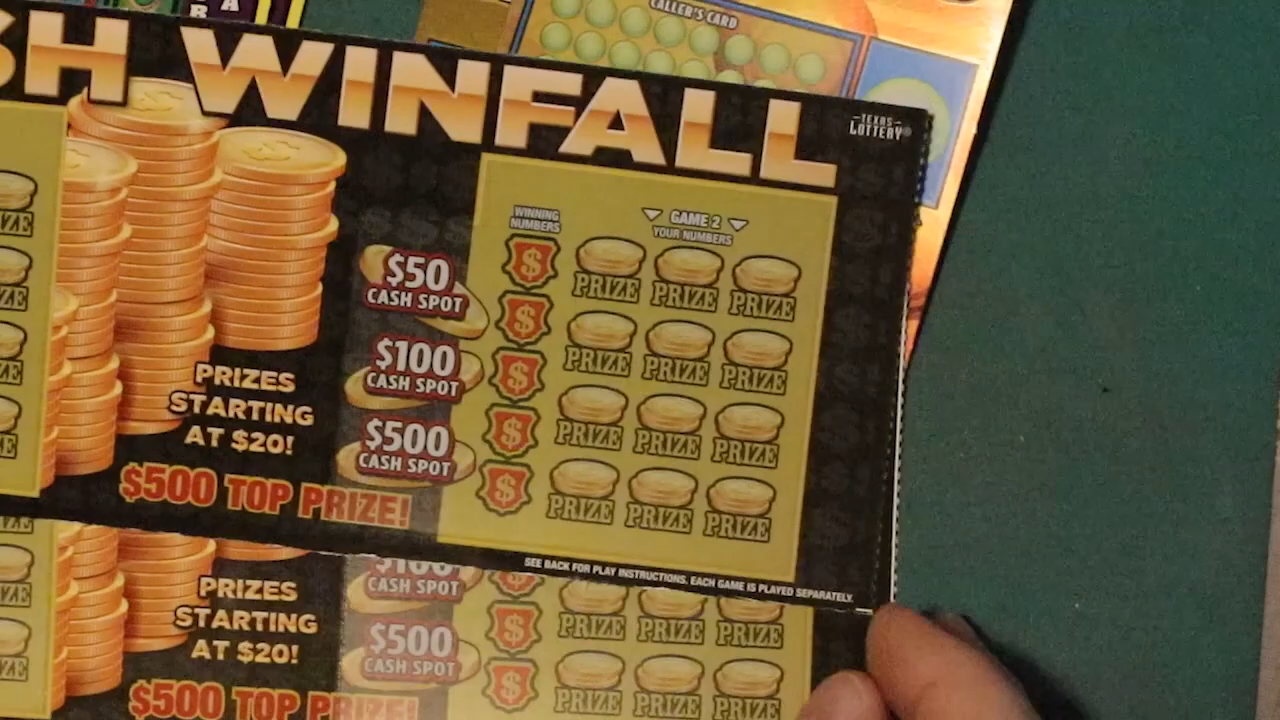 CALLER'S CARD
SH WINFALL
TEXAS
LOTTERY®
WINNING
NUMBERS
GAME 2
YOUR NUMBERS
$ PRIZE PRIZE PRIZE
$ PRIZE PRIZE PRIZE
$ PRIZE PRIZE PRIZE
$ PRIZE PRIZE PRIZE
$
$50
CASH SPOT
$100
CASH SPOT
$500
CASH SPOT
PRIZES
STARTING
AT $20!
$500 TOP PRIZE!
SEE BACK FOR PLAY INSTRUCTIONS. EACH GAME IS PLAYED SEPARATELY.
$100
CASH SPOT
$500
CASH SPOT
PRIZES
STARTING
AT $20!
$500 TOP PRIZE!
$ PRIZE PRIZE PRIZE
$ PRIZE PRIZE PRIZE